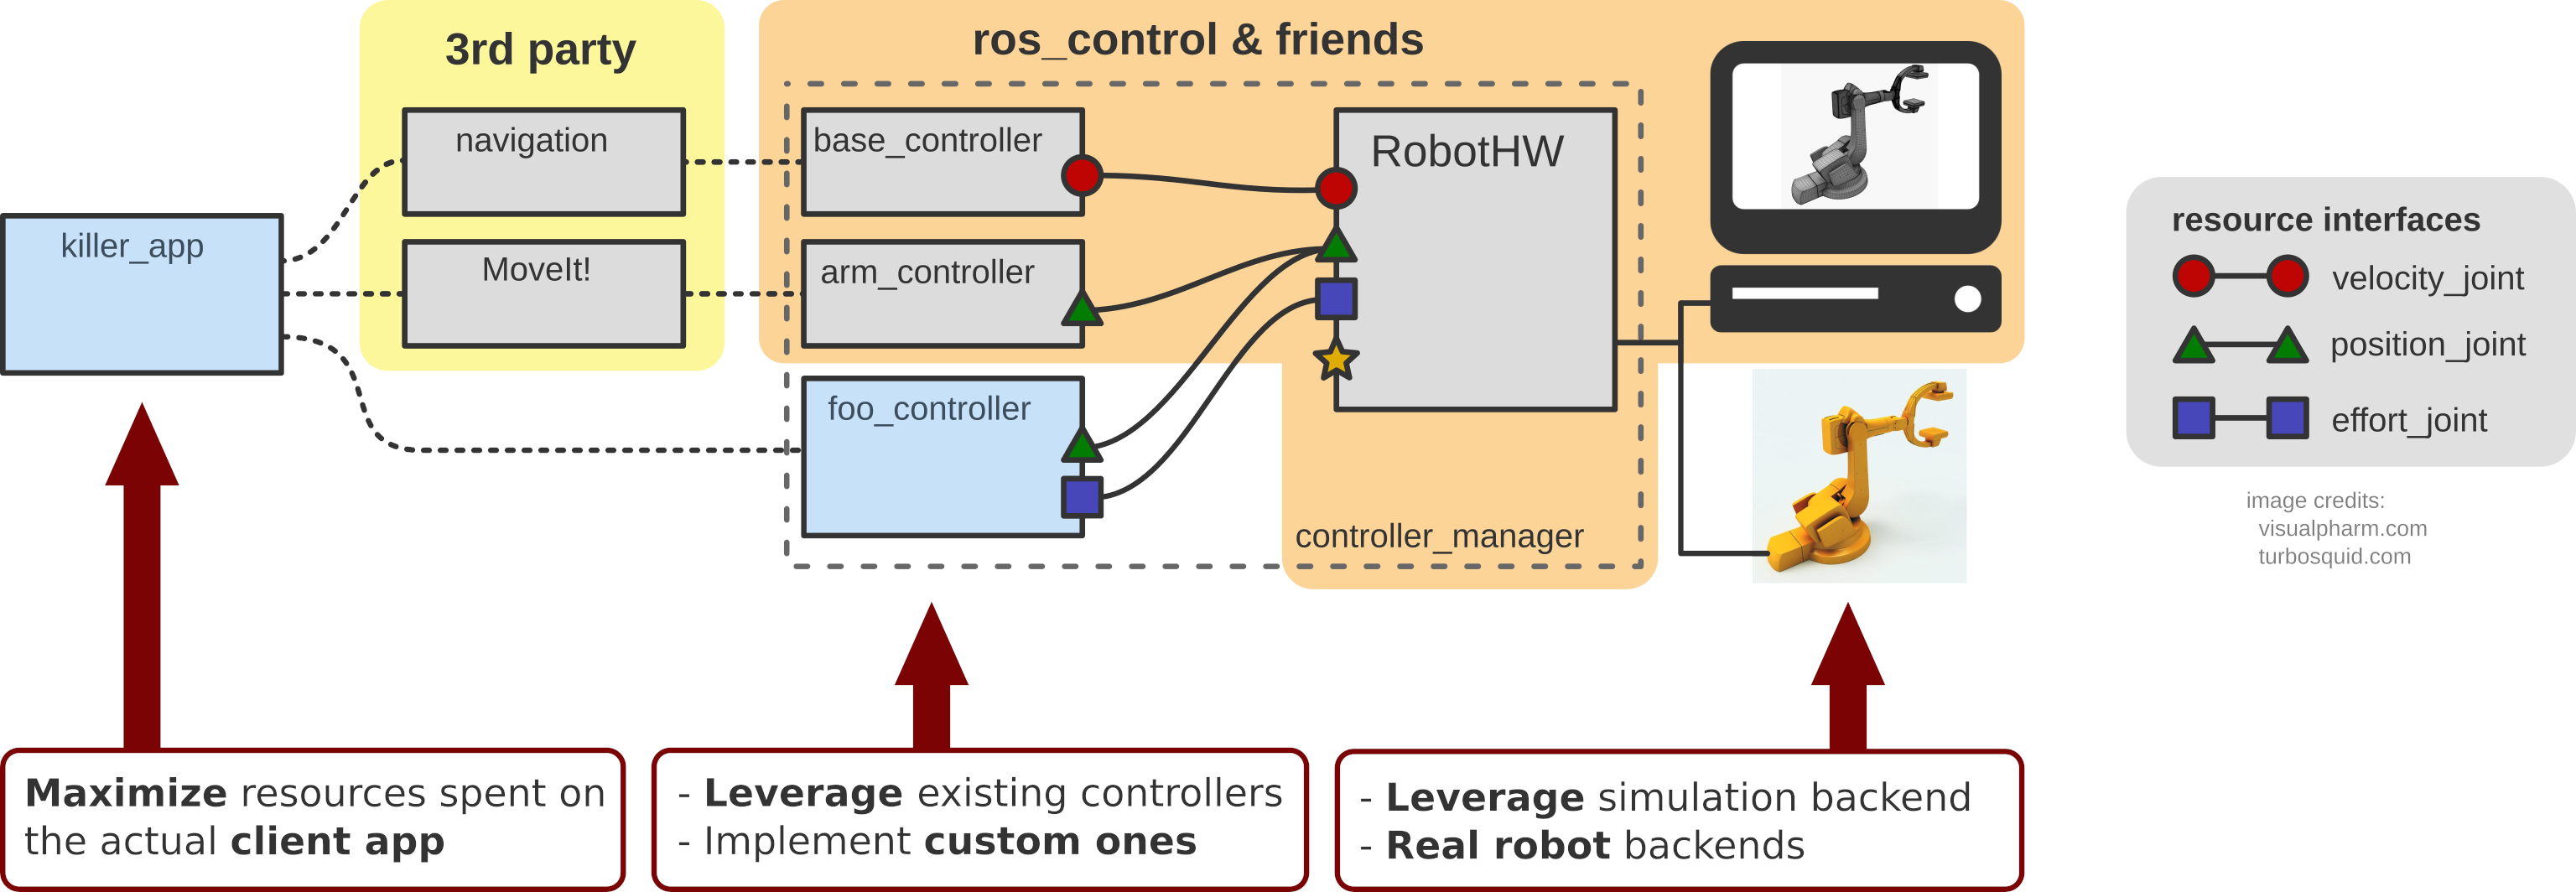 3rd party
ros_control & friends
navigation
base_controller
RobotHW
killer_app
MoveIt!
arm_controller
foo_controller
controller_manager
resource interfaces
velocity_joint
position_joint
effort_joint
image credits:
visualpharm.com
turbosquid.com
Maximize resources spent on
the actual client app
- Leverage existing controllers
- Implement custom ones
- Leverage simulation backend
- Real robot backends